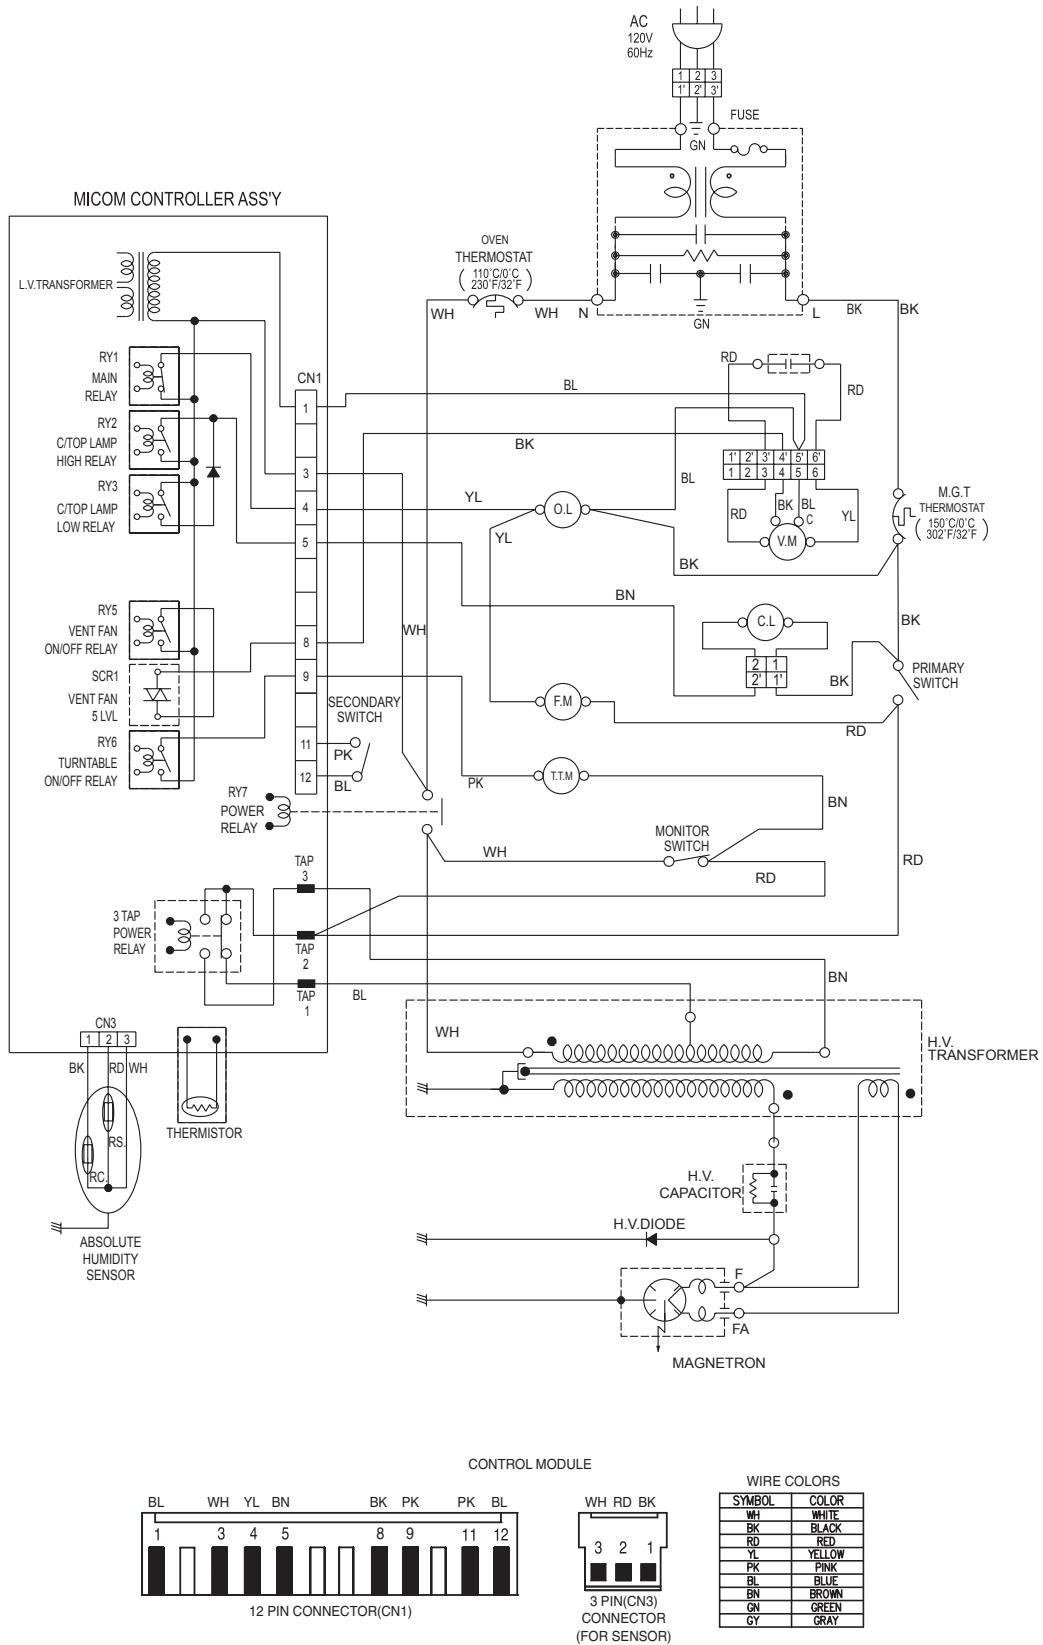 AC
120V
60Hz
1 2 3
1' 2' 3'
FUSE
GN
MICOM CONTROLLER ASS'Y
L.V.TRANSFORMER
OVEN
THERMOSTAT
( 110˚C/0˚C )
( 230˚F/32˚F )
WH
WH
N
GN
L
BK
BK
RY1
MAIN
RELAY
CN1
RD
RD
BL
1
RY2
C/TOP LAMP
HIGH RELAY
BK
1' 2' 3' 4' 5' 6'
1 2 3 4 5 6
3
BL
RY3
C/TOP LAMP
LOW RELAY
YL
4
O.L
RD
BK
BL
C
YL
V.M
M.G.T
THERMOSTAT
( 150˚C/0˚C )
( 302˚F/32˚F )
YL
5
BK
BN
RY5
VENT FAN
ON/OFF RELAY
WH
C.L
BK
8
2 1
2' 1'
BK
PRIMARY
SWITCH
SCR1
VENT FAN
5 LVL
9
SECONDARY
SWITCH
F.M
RD
RY6
TURNTABLE
ON/OFF RELAY
11
PK
12
BL
PK
T.T.M
BN
RY7
POWER
RELAY
MONITOR
SWITCH
WH
RD
RD
TAP
3
3 TAP
POWER
RELAY
TAP
2
TAP
1
BL
BN
CN3
1 2 3
WH
H.V.
TRANSFORMER
BK RD WH
THERMISTOR
RS.
RC.
H.V.
CAPACITOR
H.V.DIODE
ABSOLUTE
HUMIDITY
SENSOR
F
FA
MAGNETRON
CONTROL MODULE
BL WH YL BN BK PK PK BL
1 3 4 5 8 9 11 12
12 PIN CONNECTOR(CN1)
WH RD BK
3 2 1
3 PIN(CN3)
CONNECTOR
(FOR SENSOR)
WIRE COLORS
SYMBOL COLOR
WH WHITE
BK BLACK
RD RED
YL YELLOW
PK PINK
BL BLUE
BN BROWN
GN GREEN
GY GRAY